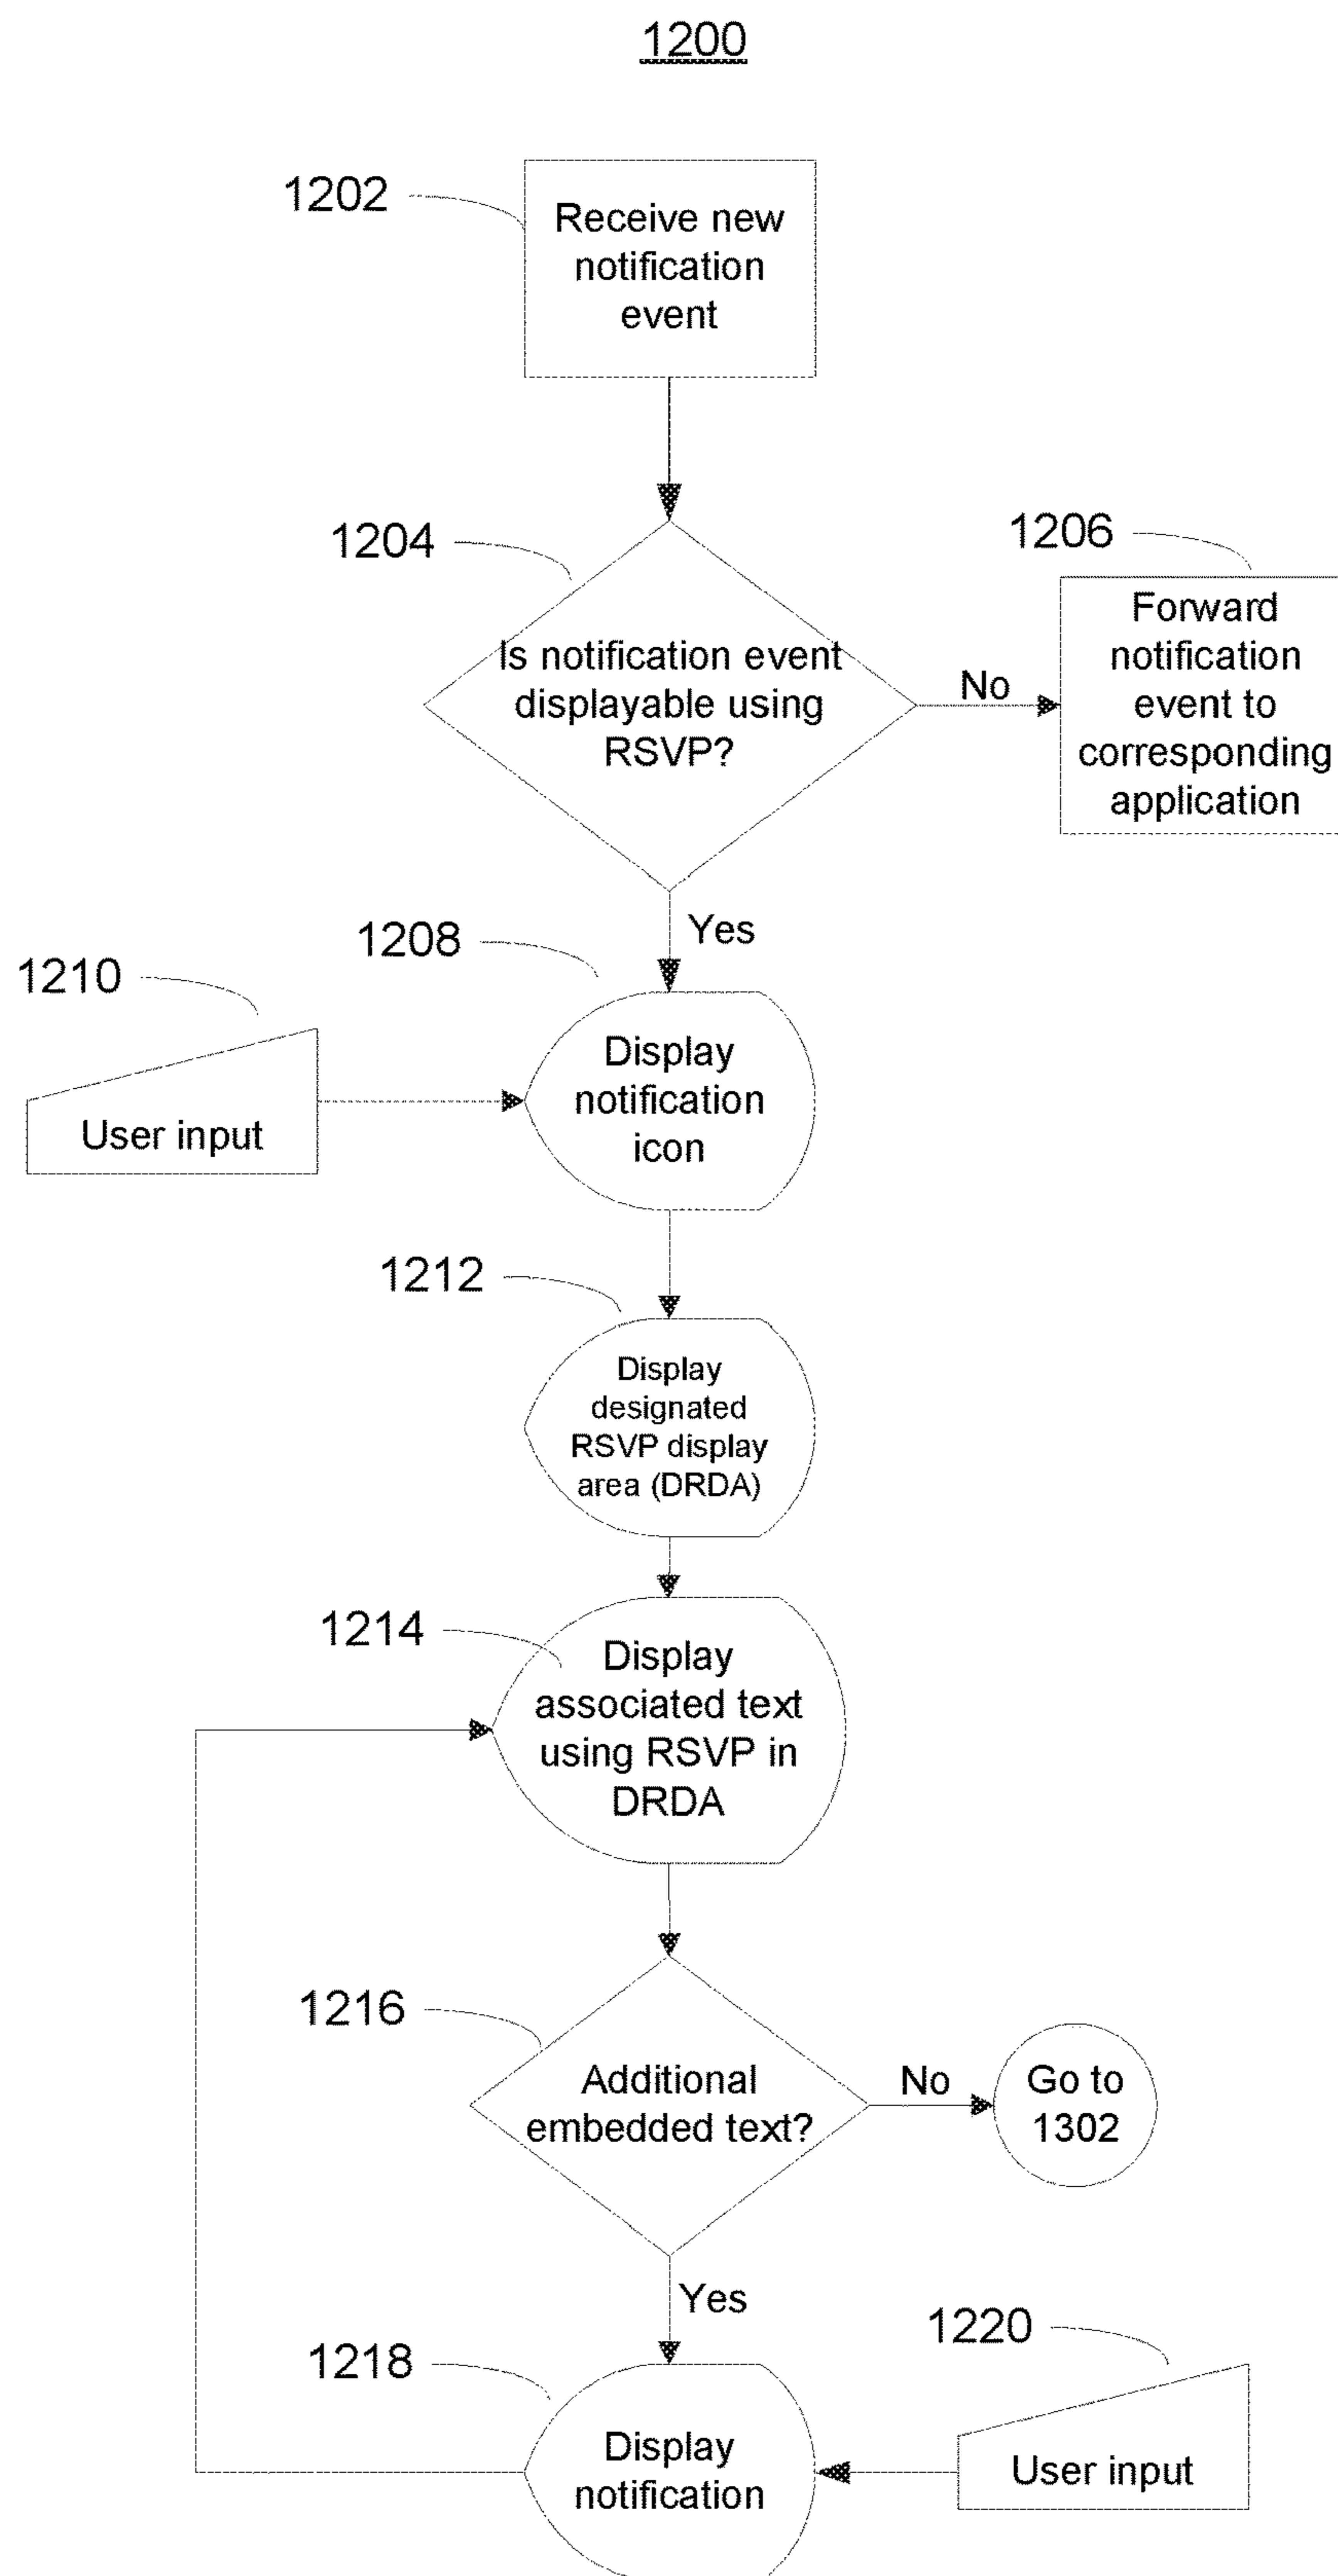 1200
1202
Receive new
notification
event
1204
Is notification event
displayable using
RSVP?
No
1206
Forward
notification
event to
corresponding
application
Yes
1208
1210
User input
Display
notification
icon
1212
Display
designated
RSVP display
area (DRDA)
1214
Display
associated text
using RSVP in
DRDA
1216
Additional
embedded text?
No
Go to
1302
Yes
1218
Display
notification
1220
User input